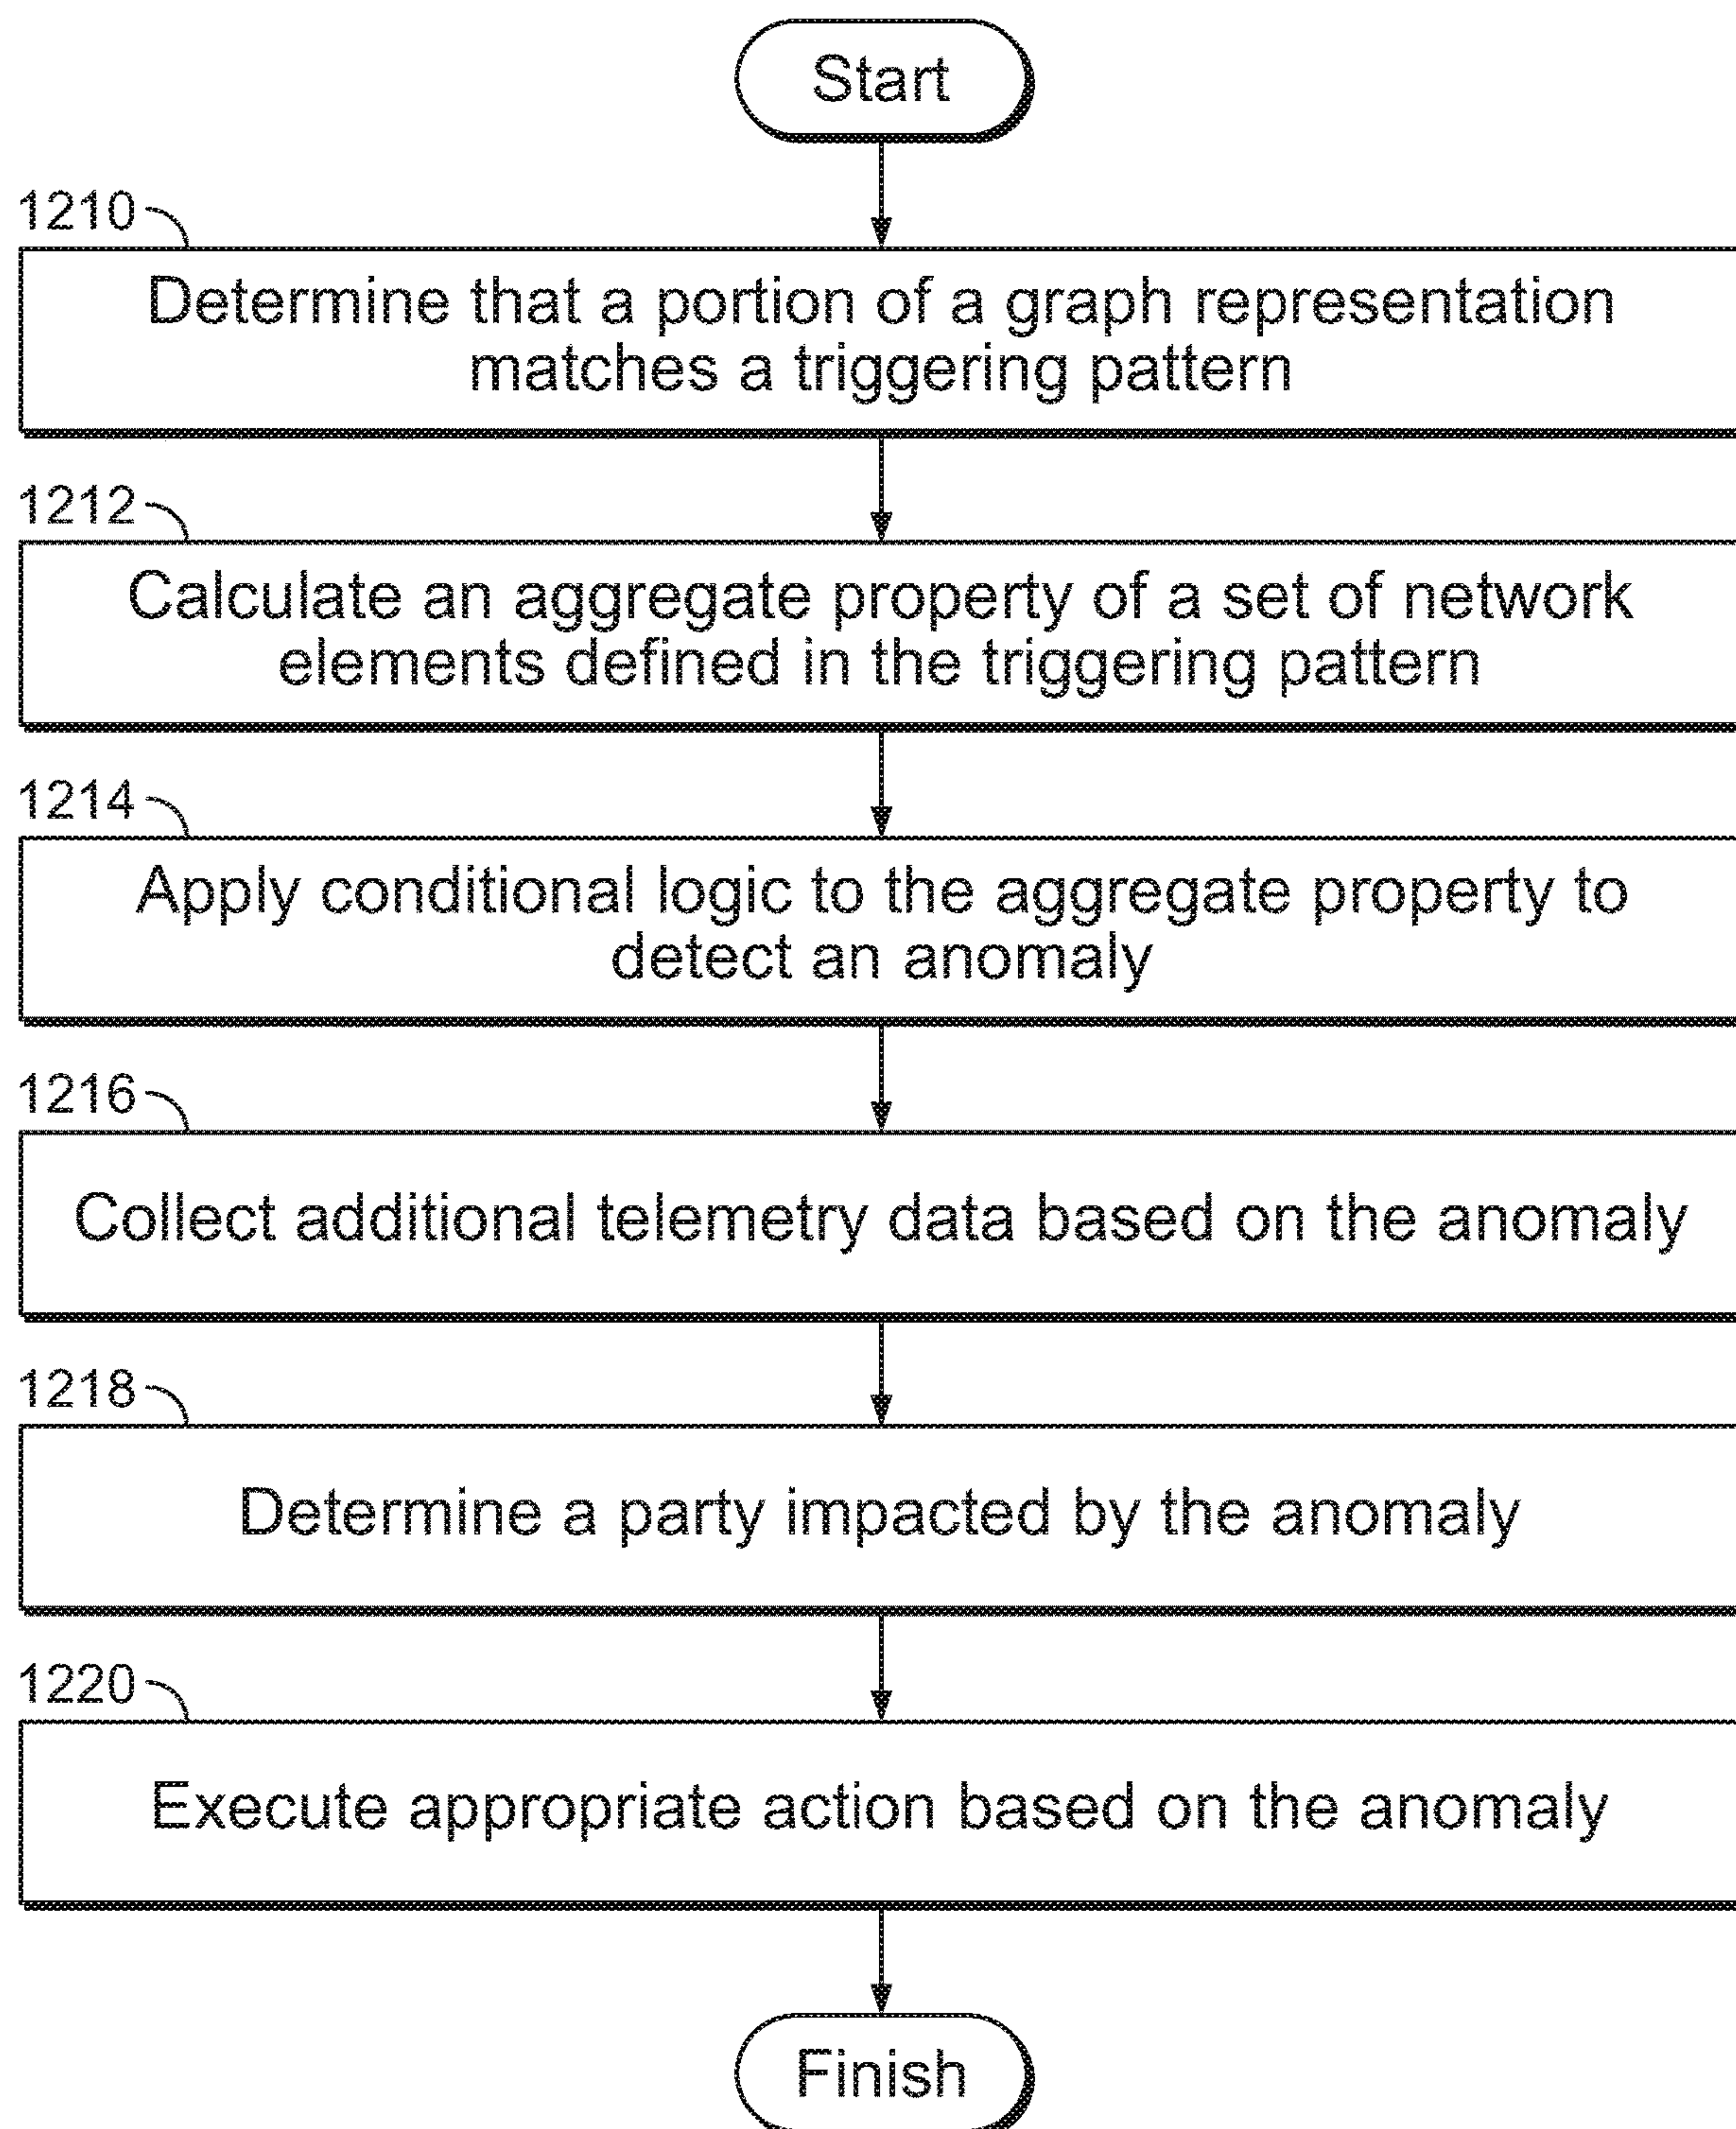 Start
1210
Determine that a portion of a graph representation
matches a triggering pattern
1212
Calculate an aggregate property of a set of network
elements defined in the triggering pattern
1214
Apply conditional logic to the aggregate property to
detect an anomaly
1216
Collect additional telemetry data based on the anomaly
1218
Determine a party impacted by the anomaly
1220
Execute appropriate action based on the anomaly
Finish